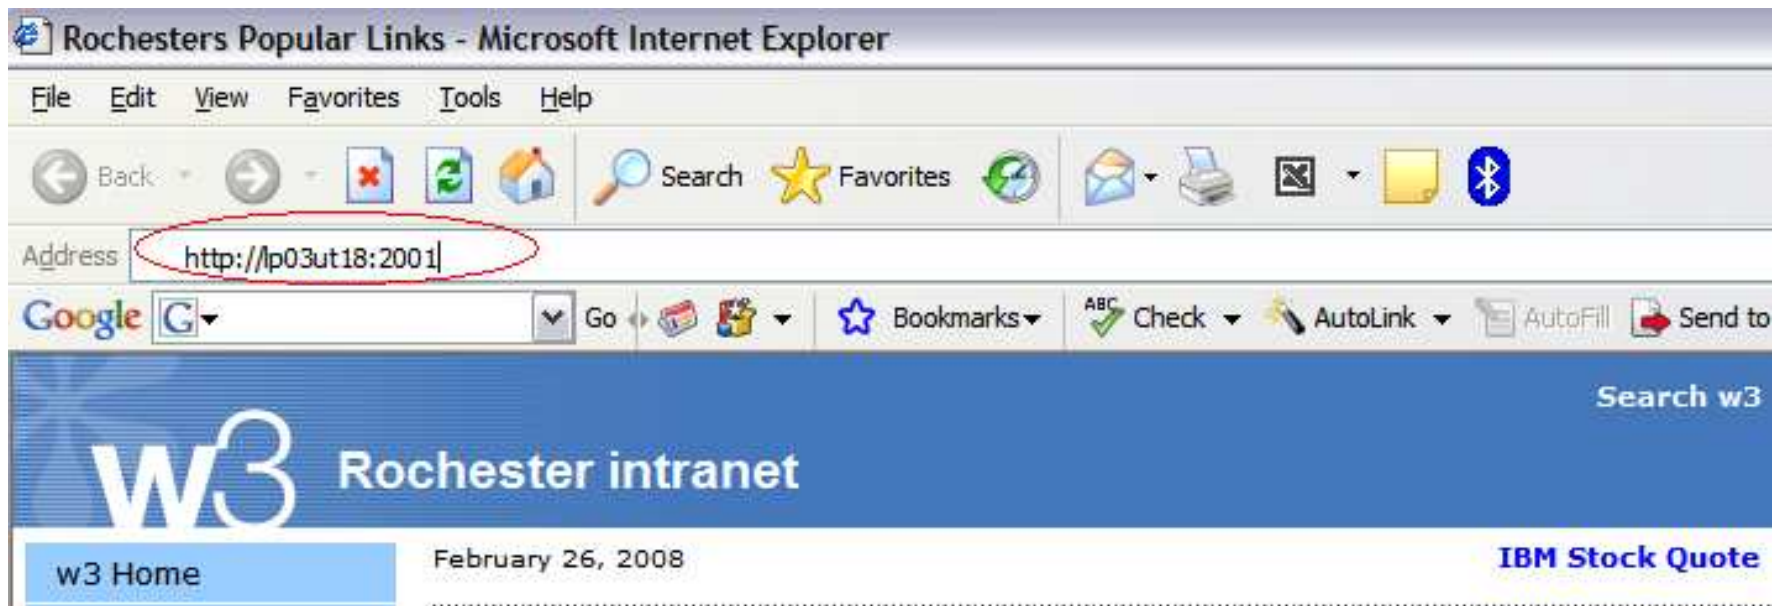 Rochesters Popular Links - Microsoft Internet Explorer
File Edit View Favorites Tools Help
Back Search Favorites
Address http://lp03ut18:2001
Google G Go Bookmarks ABC Check AutoLink AutoFill Send to
Search w3
w3 Rochester intranet
w3 Home February 26, 2008 IBM Stock Quote